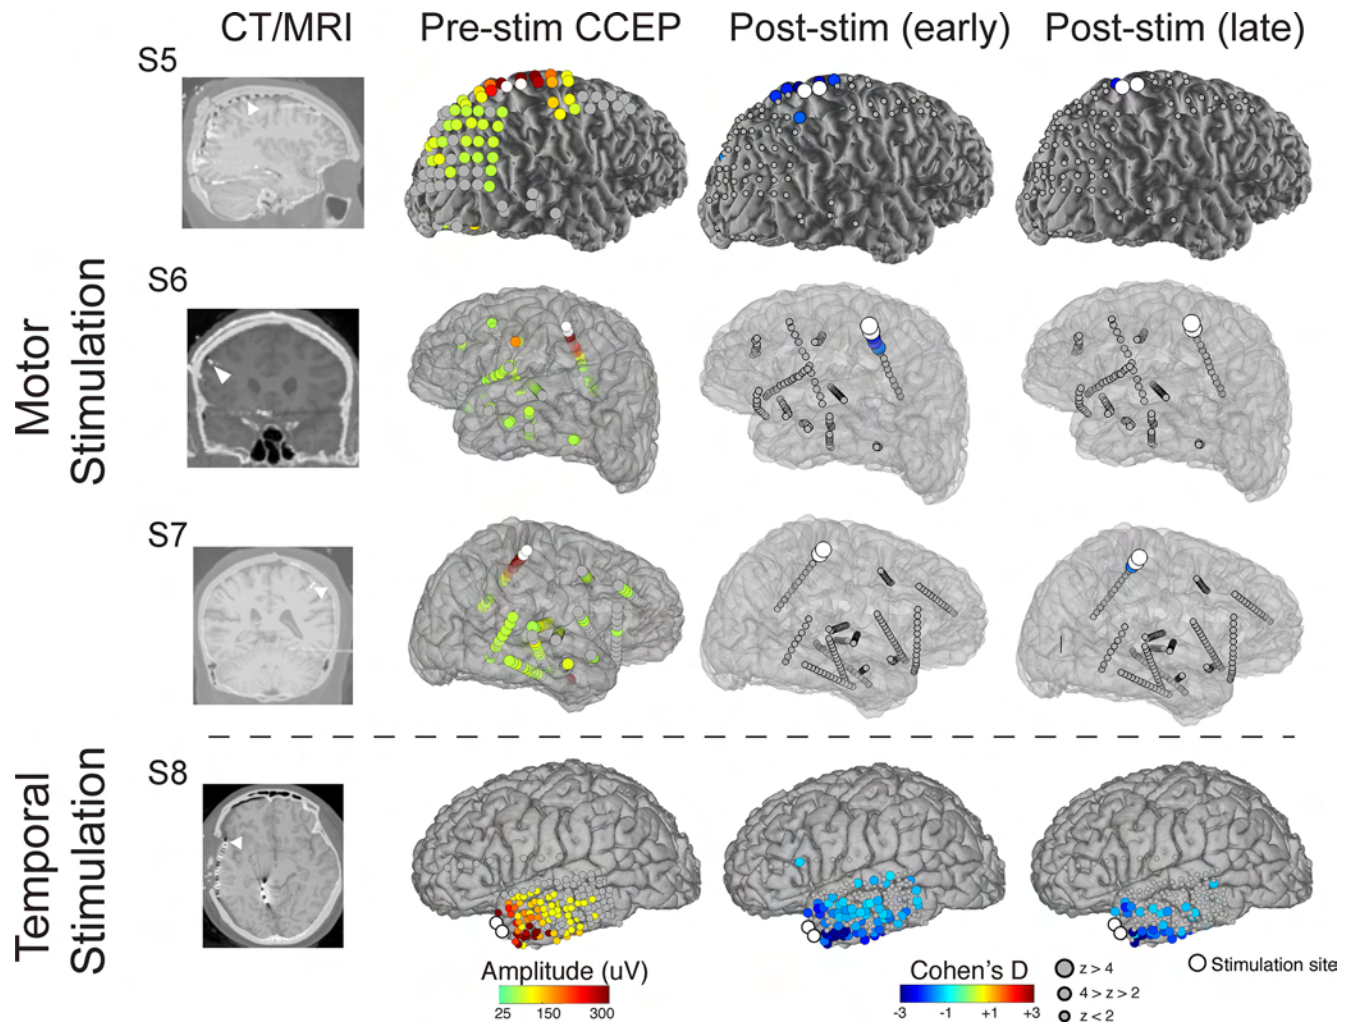 CT/MRI
Pre-stim CCEP
Post-stim (early)
Post-stim (late)
S5
Motor
Stimulation
S6
S7
Temporal
Stimulation
S8
Amplitude (uV)
25 150 300
Cohen's D
-3 -1 +1 +3
z > 4
4 > z > 2
z < 2
Stimulation site